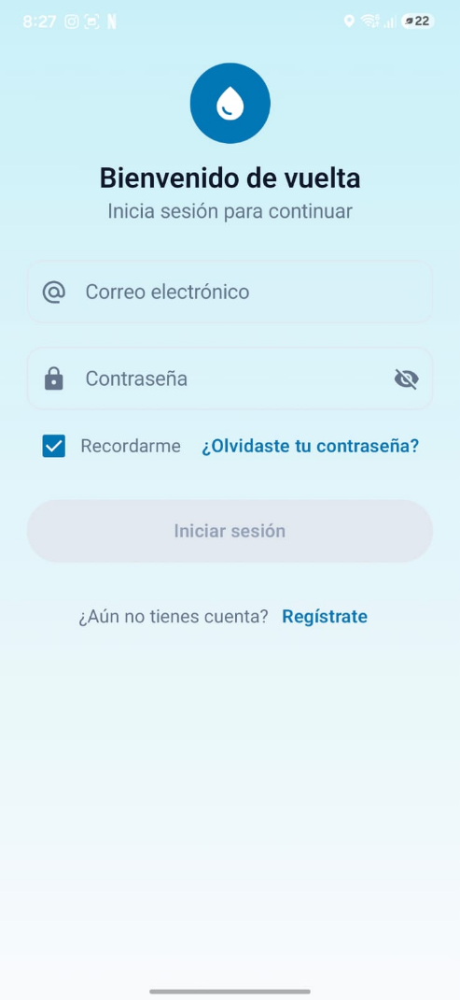 8:27 N 22
Bienvenido de vuelta
Inicia sesión para continuar
Correo electrónico
Contraseña
Recordarme ¿Olvidaste tu contraseña?
Iniciar sesión
¿Aún no tienes cuenta? Regístrate